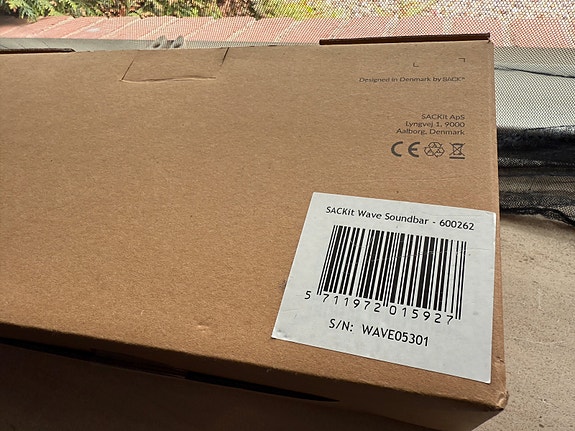 Designed in Denmark by SACK®
SACKit ApS
Lyngvej 1, 9000
Aalborg, Denmark
CE
SACKit Wave Soundbar - 600262
5 711972 015927
S/N: WAVE05301